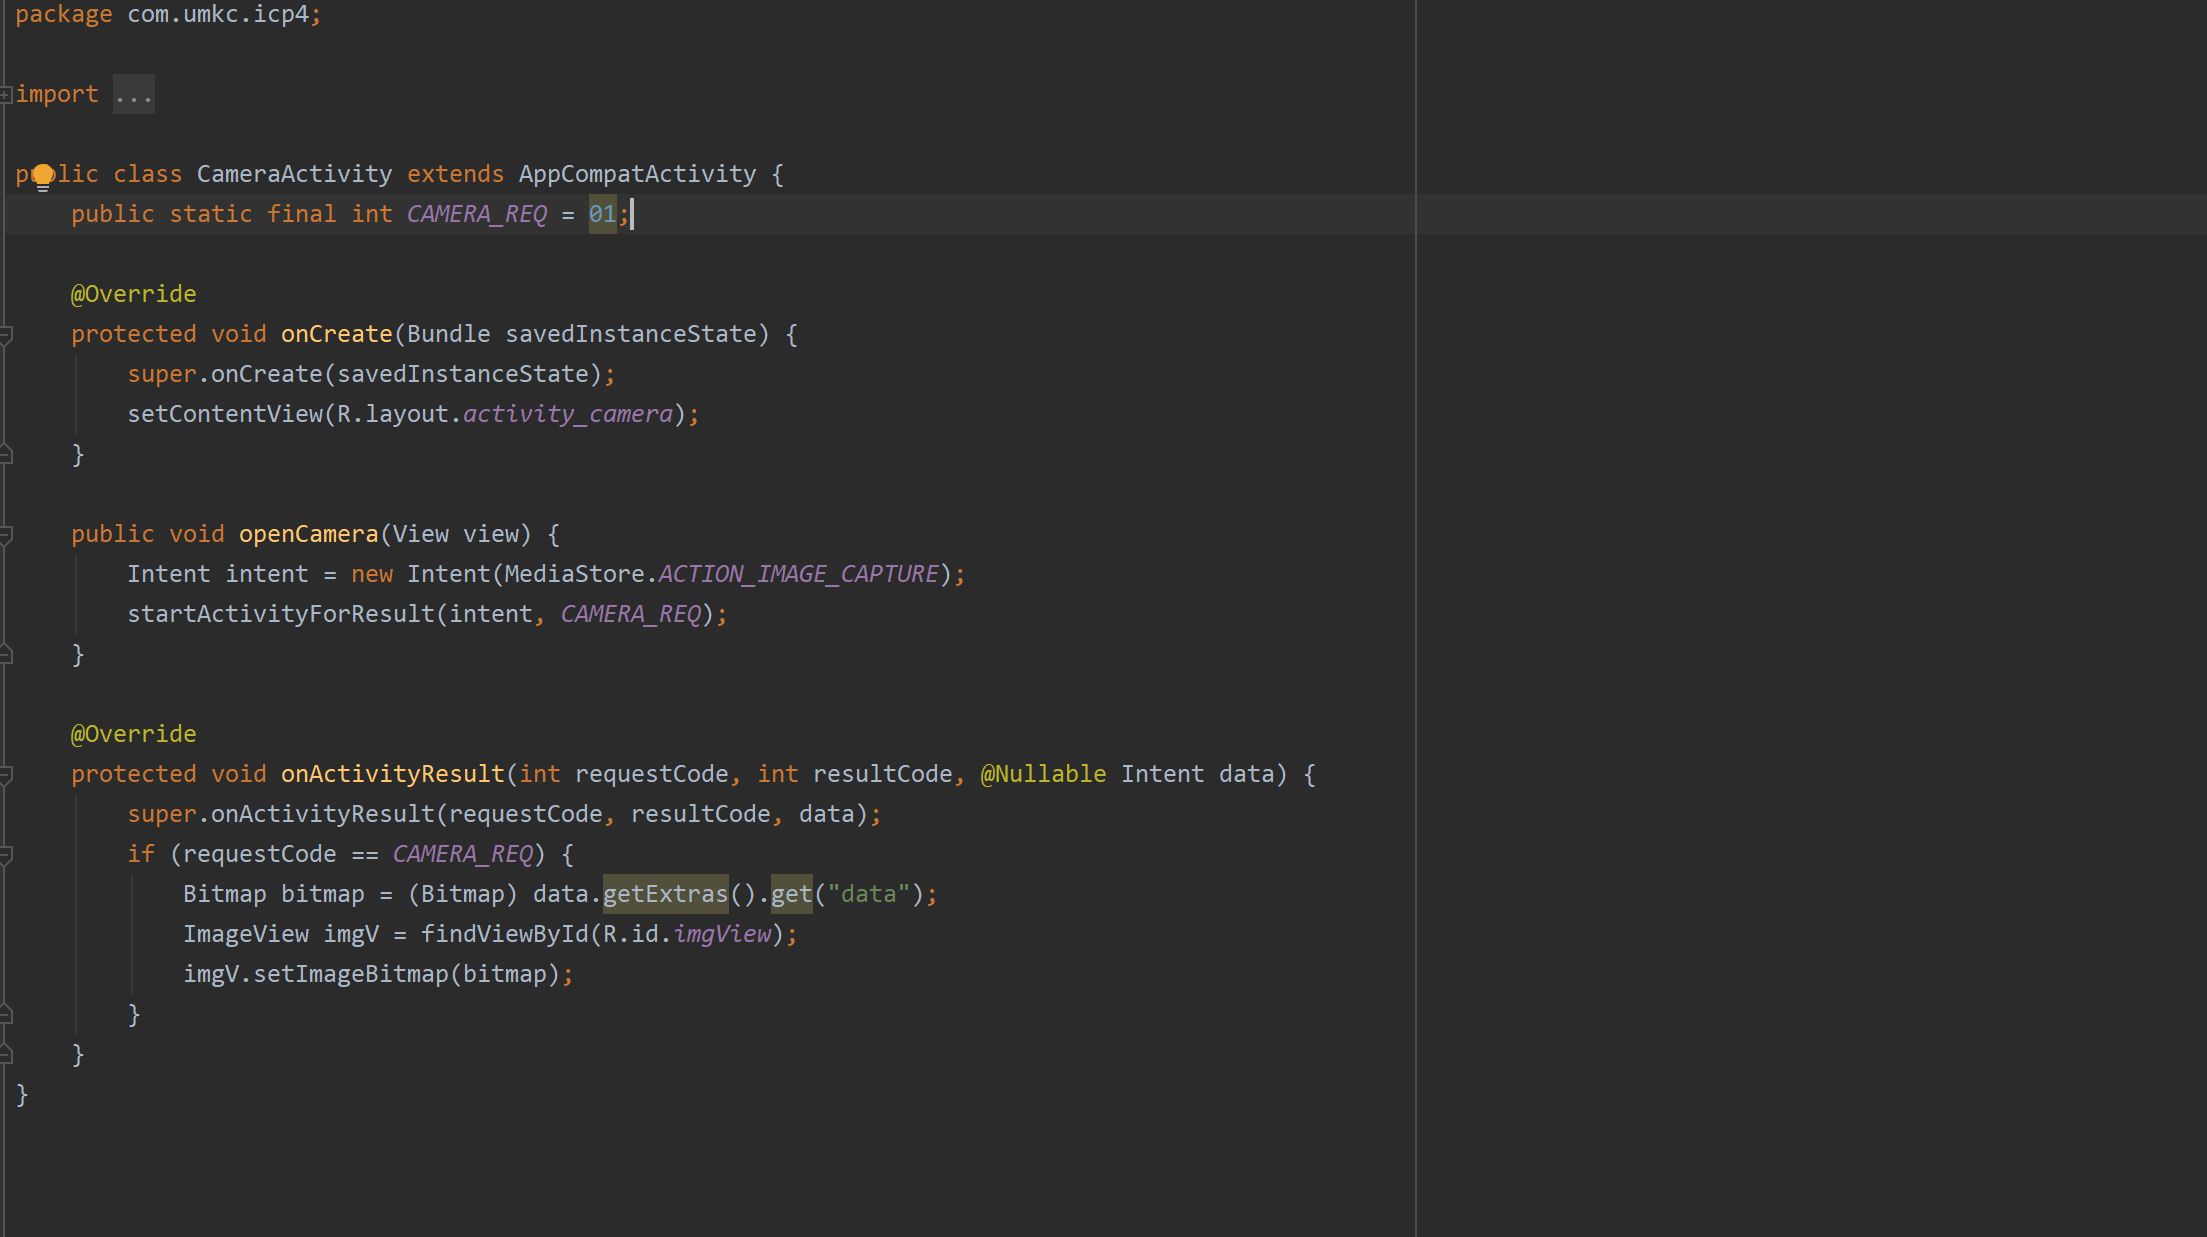 package com.umkc.icp4;
import ...
public class CameraActivity extends AppCompatActivity {
public static final int CAMERA_REQ = 01;
@Override
protected void onCreate(Bundle savedInstanceState) {
super.onCreate(savedInstanceState);
setContentView(R.layout.activity_camera);
}
public void openCamera(View view) {
Intent intent = new Intent(MediaStore.ACTION_IMAGE_CAPTURE);
startActivityForResult(intent, CAMERA_REQ);
}
@Override
protected void onActivityResult(int requestCode, int resultCode, @Nullable Intent data) {
super.onActivityResult(requestCode, resultCode, data);
if (requestCode == CAMERA_REQ) {
Bitmap bitmap = (Bitmap) data.getExtras().get("data");
ImageView imgV = findViewById(R.id.imgView);
imgV.setImageBitmap(bitmap);
}
}
}